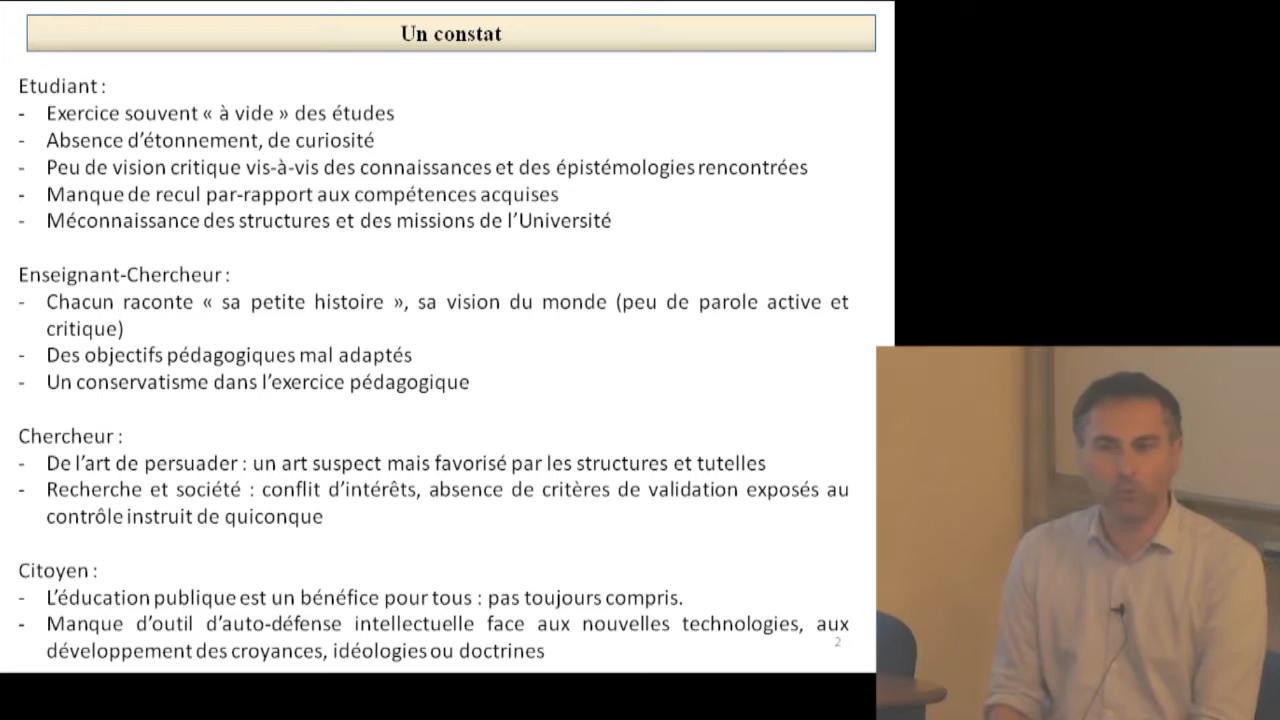 Un constat
Etudiant :
- Exercice souvent « à vide » des études
- Absence d’étonnement, de curiosité
- Peu de vision critique vis-à-vis des connaissances et des épistémologies rencontrées
- Manque de recul par-rapport aux compétences acquises
- Méconnaissance des structures et des missions de l’Université
Enseignant-Chercheur :
- Chacun raconte « sa petite histoire », sa vision du monde (peu de parole active et
critique)
- Des objectifs pédagogiques mal adaptés
- Un conservatisme dans l’exercice pédagogique
Chercheur :
- De l’art de persuader : un art suspect mais favorisé par les structures et tutelles
- Recherche et société : conflit d’intérêts, absence de critères de validation exposés au
contrôle instruit de quiconque
Citoyen :
- L’éducation publique est un bénéfice pour tous : pas toujours compris.
- Manque d’outil d’auto-défense intellectuelle face aux nouvelles technologies, aux
développement des croyances, idéologies ou doctrines
2